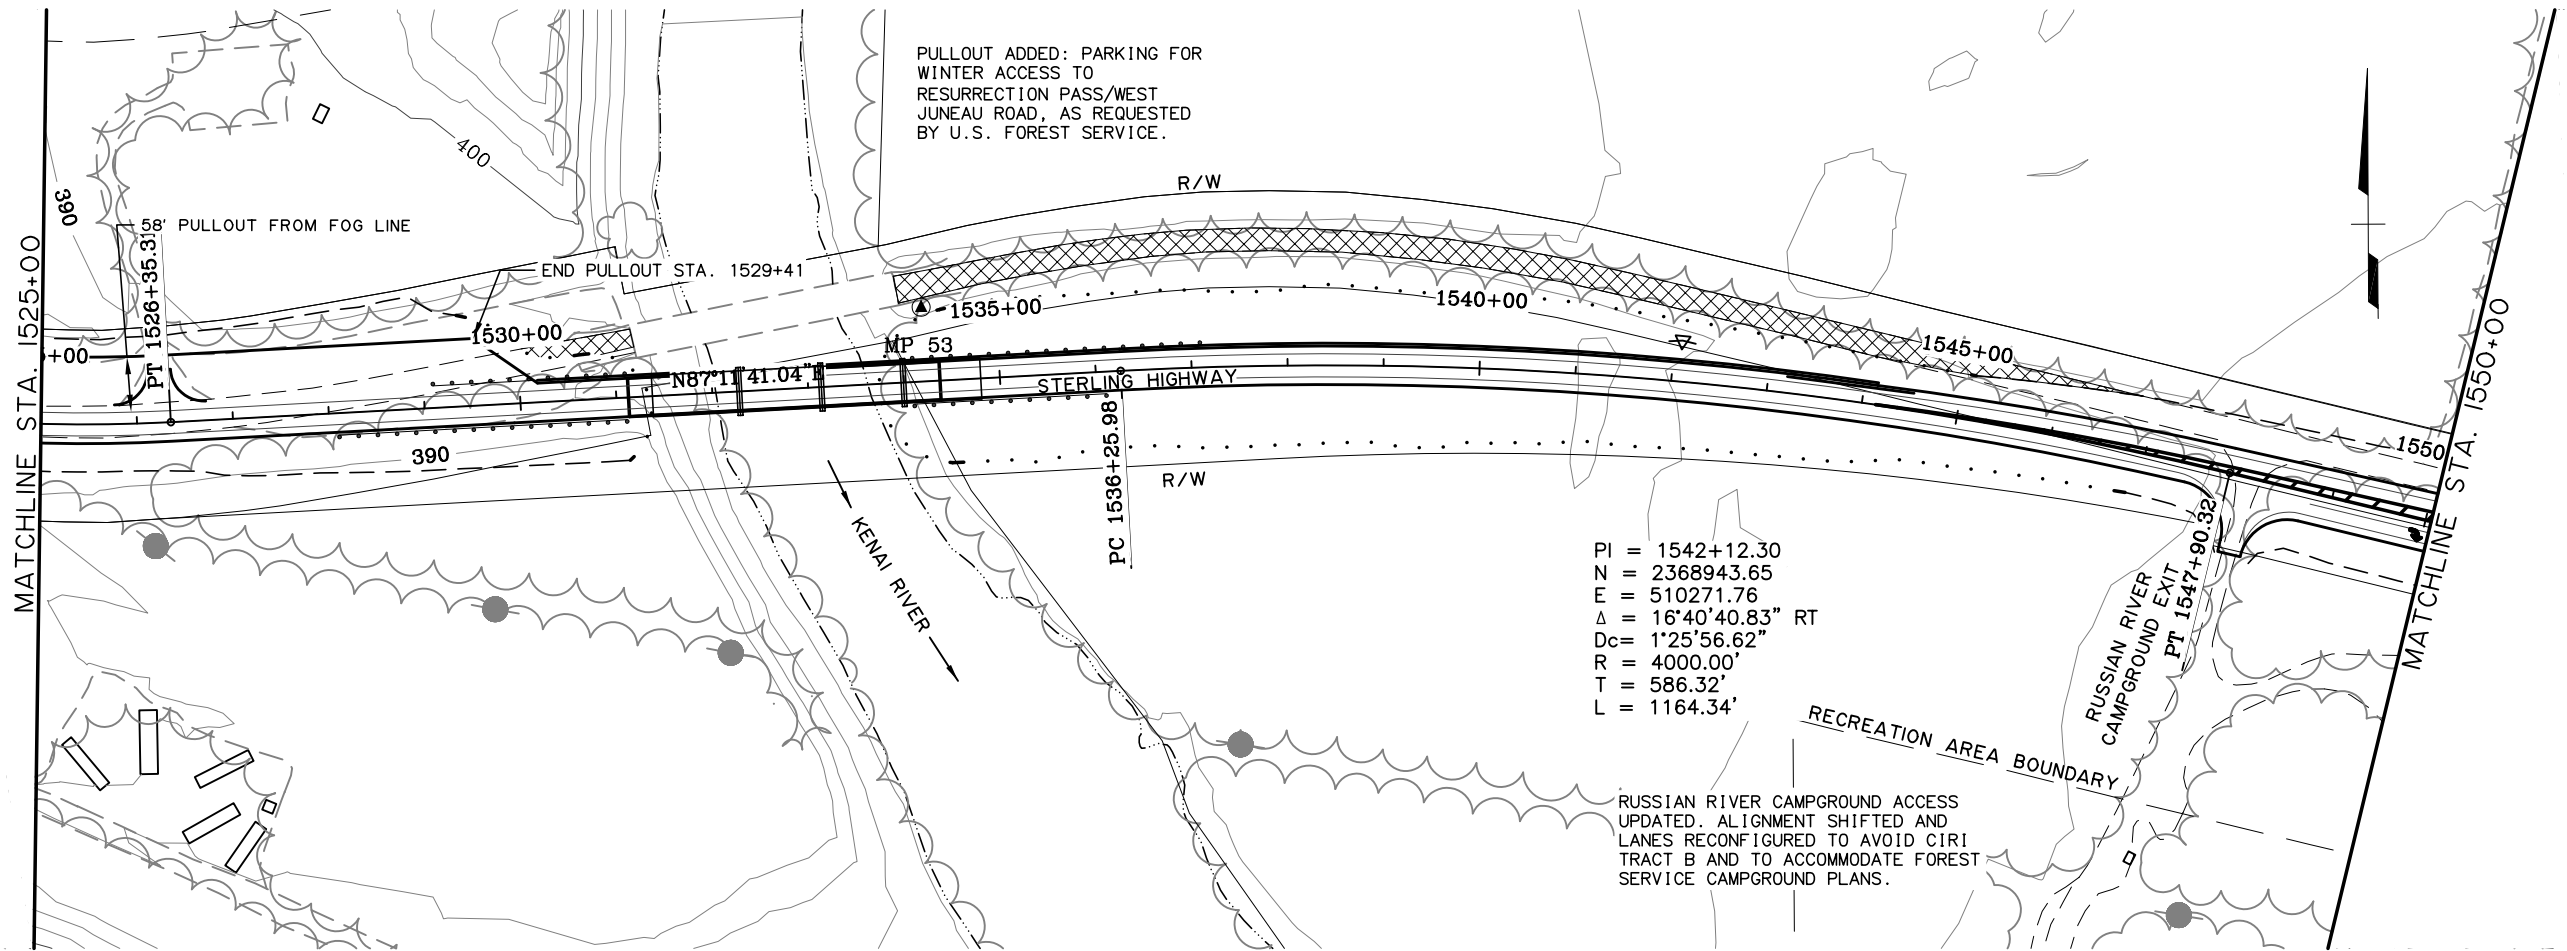 PULLOUT ADDED: PARKING FOR
WINTER ACCESS TO
RESURRECTION PASS/WEST
JUNEAU ROAD, AS REQUESTED
BY U.S. FOREST SERVICE.
400
390
58' PULLOUT FROM FOG LINE
R/W
MATCHLINE STA. 1525+00
PT 1526+35.31
END PULLOUT STA. 1529+41
1530+00
1535+00
1540+00
1545+00
1550
5+00
MP 53
N87°11'41.04"E
STERLING HIGHWAY
390
R/W
PC 1536+25.98
KENAI RIVER
PI = 1542+12.30
N = 2368943.65
E = 510271.76
Δ = 16°40'40.83" RT
Dc= 1°25'56.62"
R = 4000.00'
T = 586.32'
L = 1164.34'
RUSSIAN RIVER
CAMPGROUND EXIT
PT 1547+90.32
MATCHLINE STA. 1550+00
RECREATION AREA BOUNDARY
RUSSIAN RIVER CAMPGROUND ACCESS
UPDATED. ALIGNMENT SHIFTED AND
LANES RECONFIGURED TO AVOID CIRI
TRACT B AND TO ACCOMMODATE FOREST
SERVICE CAMPGROUND PLANS.